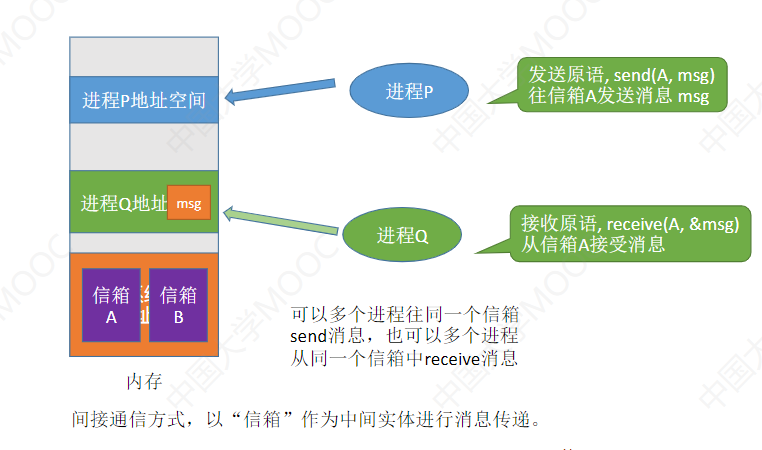 中国大学MOOC
进程P地址空间
进程P
发送原语, send(A, msg)
往信箱A发送消息 msg
进程Q地址
msg
进程Q
接收原语, receive(A, &msg)
从信箱A接受消息
信箱
A
信箱
B
可以多个进程往同一个信箱
send消息，也可以多个进程
从同一个信箱中receive消息
内存
间接通信方式，以“信箱”作为中间实体进行消息传递。